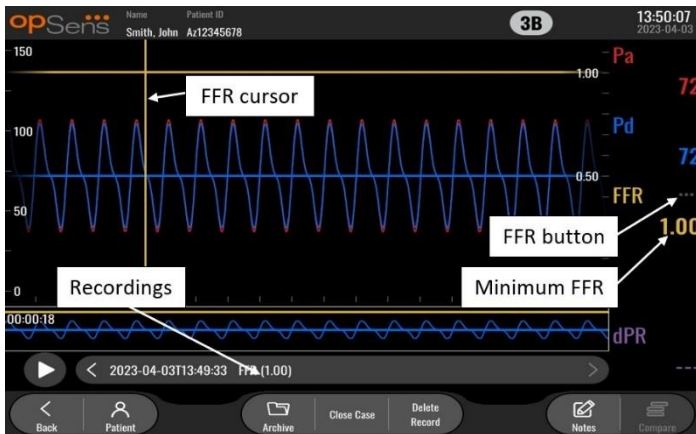 opSens
Name
Patient ID
Smith, John
Az12345678
3B
13:50:07
2023-04-03
150
1.00
Pa
72
FFR cursor
100
Pd
72
0.50
---
FFR
50
FFR button
1.00
Recordings
Minimum FFR
0
00:00:18
dPR
---
< 2023-04-03T13:49:33 FFR (1.00) >
Back
Patient
Archive
Close Case
Delete
Record
Notes
Compare